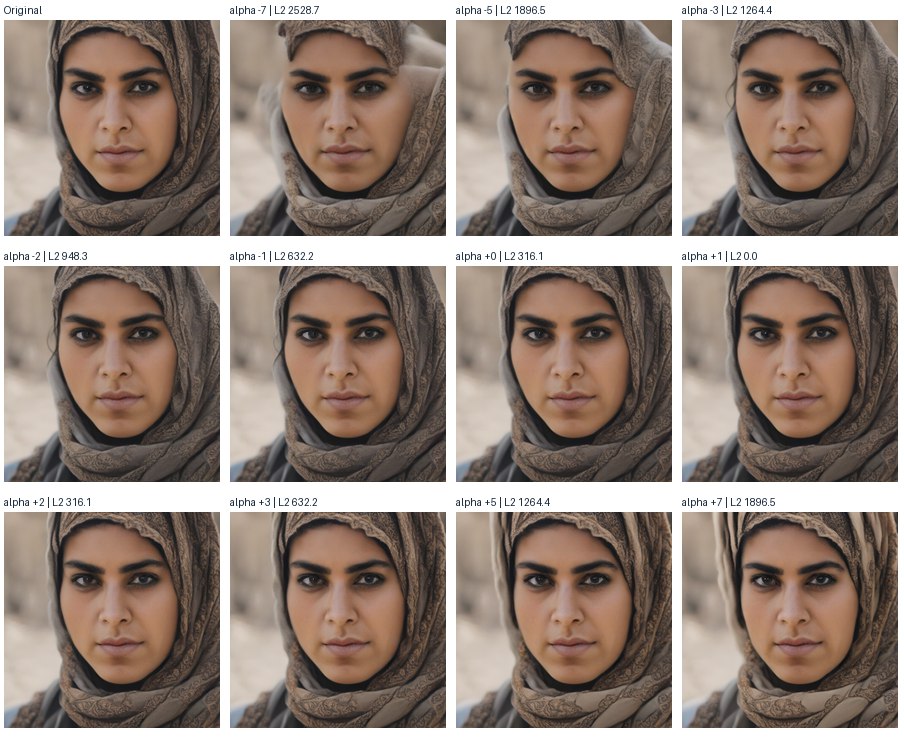 Original
alpha -7 | L2 2528.7
alpha -5 | L2 1896.5
alpha -3 | L2 1264.4
alpha -2 | L2 948.3
alpha -1 | L2 632.2
alpha +0 | L2 316.1
alpha +1 | L2 0.0
alpha +2 | L2 316.1
alpha +3 | L2 632.2
alpha +5 | L2 1264.4
alpha +7 | L2 1896.5